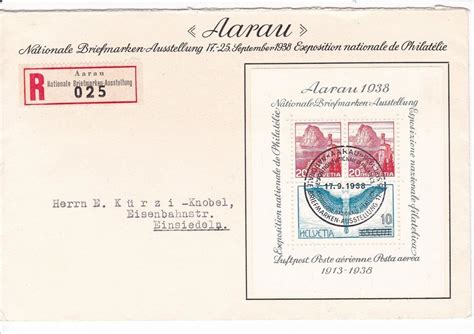 « Aarau »
Nationale Briefmarken-Ausstellung 17.-25. September 1938 Exposition nationale de Philatélie
R
Aarau
Nationale Briefmarken-Ausstellung
025
Aarau 1938
Nationale Briefmarken-Ausstellung
Exposition nationale de Philatélie
Esposizione nazionale filatelica
20 HELVETIA
20 HELVETIA
AARAU
17.9.1938
BRIEFMARKEN-AUSSTELLUNG
10
HELVETIA
Luftpost Poste aérienne Posta aerea
1913-1938
Herrn E. Kürzi-Knobel,
Eisenbahnstr.
Einsiedeln.